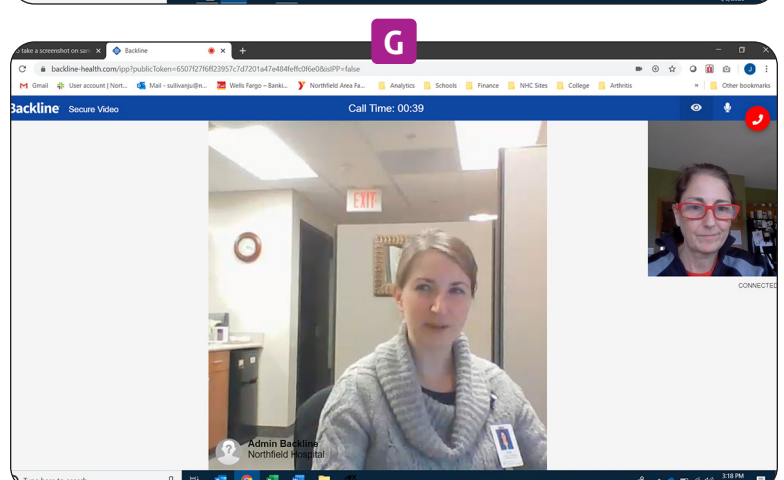 G
take a screenshot on sam
Backline
backline-health.com/ipp?publicToken=6507f27f6ff23957c7d7201a47e484feffc0f6e0&isIPP=false
J
Gmail
User account | Nort...
Mail - sullivanju@n...
Wells Fargo – Banki...
Northfield Area Fa...
Analytics
Schools
Finance
NHC Sites
College
Arthritis
»
Other bookmarks
Backline Secure Video
Call Time: 00:39
EXIT
CONNECTED
Admin Backline
Northfield Hospital
3:18 PM